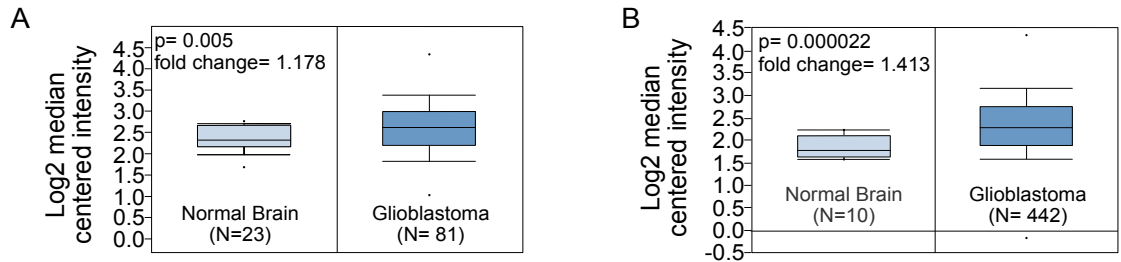 A
Log2 median
centered intensity
4.5
4.0
3.5
3.0
2.5
2.0
1.5
1.0
0.5
0.0
p= 0.005
fold change= 1.178
Normal Brain
(N=23)
Glioblastoma
(N= 81)
B
Log2 median
centered intensity
4.5
4.0
3.5
3.0
2.5
2.0
1.5
1.0
0.5
0.0
-0.5
p= 0.000022
fold change= 1.413
Normal Brain
(N=10)
Glioblastoma
(N= 442)